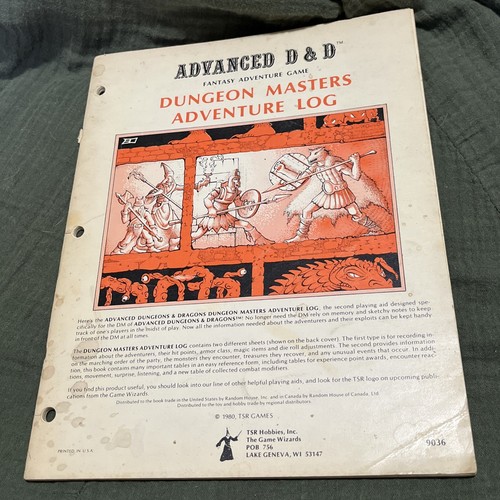 ADVANCED D & D™
FANTASY ADVENTURE GAME
DUNGEON MASTERS
ADVENTURE LOG
Here's the ADVANCED DUNGEONS & DRAGONS DUNGEON MASTERS ADVENTURE LOG, the second playing aid designed spe-
cifically for the DM of ADVANCED DUNGEONS & DRAGONS™! No longer need the DM rely on memory and sketchy notes to keep
track of one's players in the heat(s) of play. Now all the information needed about the adventurers and their exploits can be kept handy
in front of the DM at all times.
The DUNGEON MASTERS ADVENTURE LOG contains two different sheets (shown on the back cover). The first type is for recording in-
formation about the adventurers, their hit points, armor class, magic items and die roll adjustments. The second provides information
on the marching order of the party, the monsters they encounter, treasures they recover, and any unusual events that occur. In addi-
tion, this book contains many important tables in an easy reference form, including tables for experience point awards, encounter reac-
tions, movement, surprise, listening, and a new table of collected combat modifiers.
If you find this product useful, you should look into our line of other helpful playing aids, and look for the TSR logo on upcoming publi-
cations from the Game Wizards.
Distributed to the book trade in the United States by Random House, Inc. and in Canada by Random House of Canada, Ltd.
Distributed to the toy and hobby trade by regional distributors.
© 1980, TSR GAMES
TSR Hobbies, Inc.
The Game Wizards
POB 756
LAKE GENEVA, WI 53147
PRINTED IN U.S.A.
9036